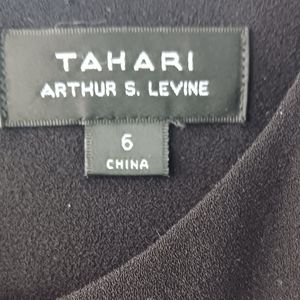 TAHARI
ARTHUR S. LEVINE
6
CHINA